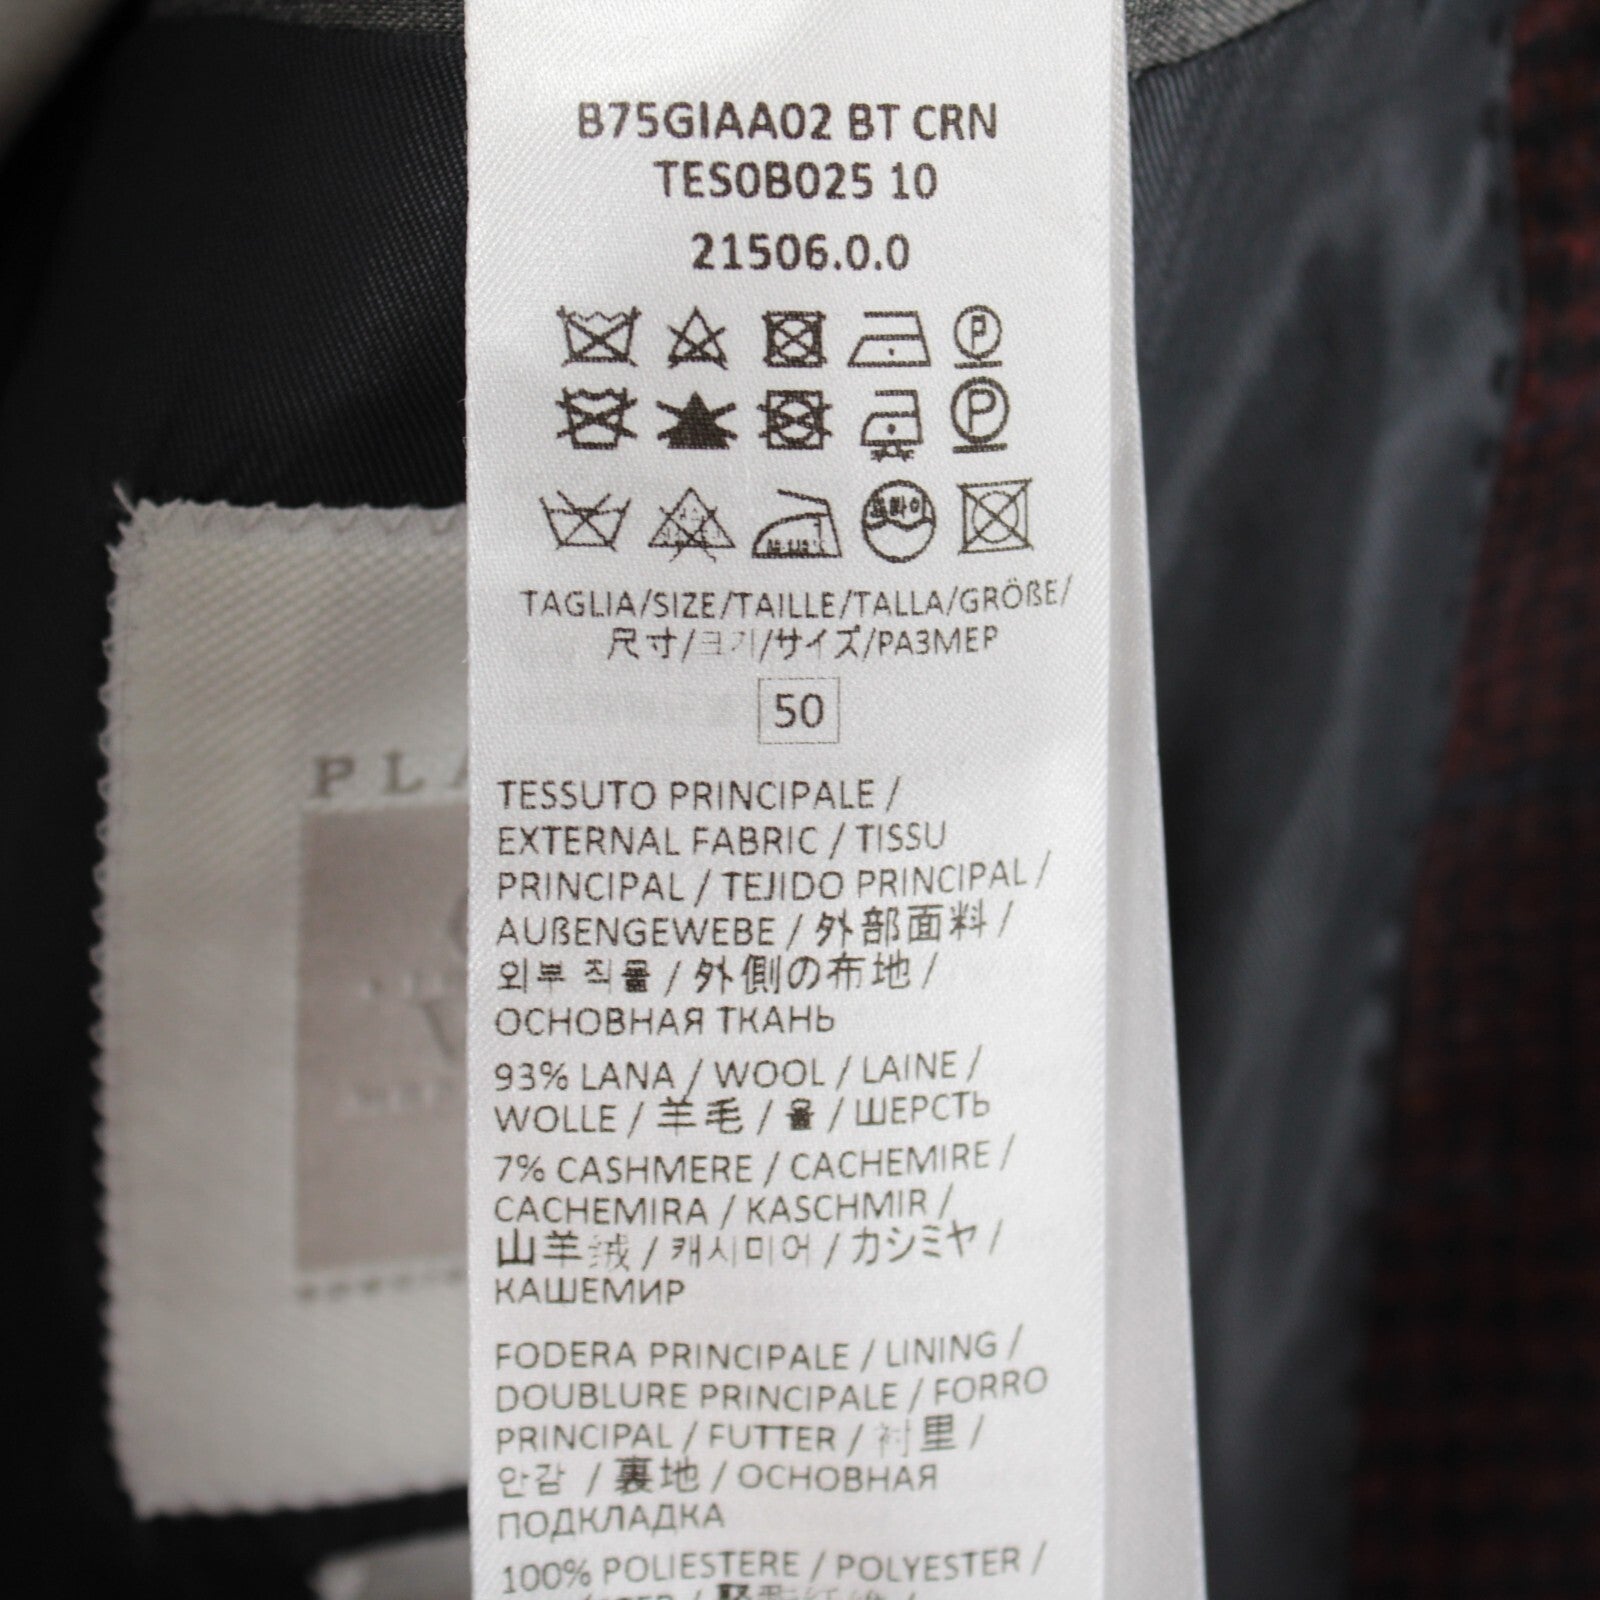 B75GIAA02 BT CRN
TES0B025 10
21506.0.0
TAGLIA/SIZE/TAILLE/TALLA/GRÖßE/
尺寸/크기/サイズ/РАЗМЕР
50
TESSUTO PRINCIPALE /
EXTERNAL FABRIC / TISSU
PRINCIPAL / TEJIDO PRINCIPAL /
AUßENGEWEBE / 外部面料 /
외부 직물 / 外側の布地 /
ОСНОВНАЯ ТКАНЬ
93% LANA / WOOL / LAINE /
WOLLE / 羊毛 / 울 / ШЕРСТЬ
7% CASHMERE / CACHEMIRE /
CACHEMIRA / KASCHMIR /
山羊绒 / 캐시미어 / カシミヤ /
КАШЕМИР
FODERA PRINCIPALE / LINING /
DOUBLURE PRINCIPALE / FORRO
PRINCIPAL / FUTTER / 衬里 /
안감 / 裏地 / ОСНОВНАЯ
ПОДКЛАДКА
100% POLIESTERE / POLYESTER /
PLA